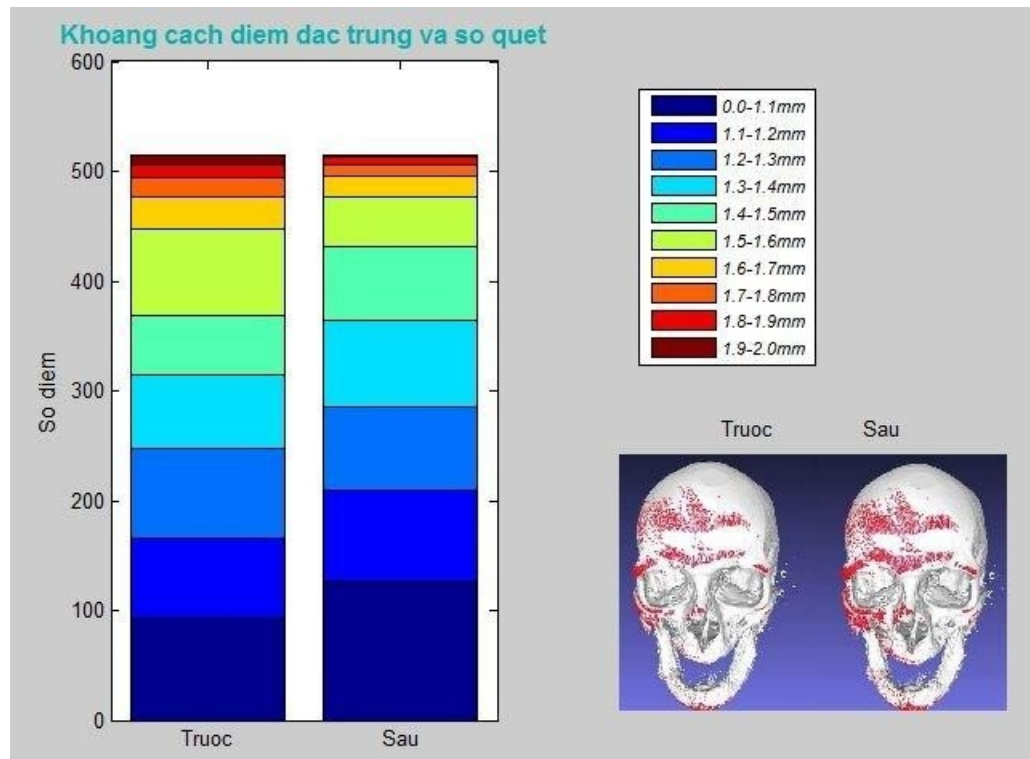 Khoang cach diem dac trung va so quet
600
500
400
300
200
100
0
So diem
Truoc
Sau
0.0-1.1mm
1.1-1.2mm
1.2-1.3mm
1.3-1.4mm
1.4-1.5mm
1.5-1.6mm
1.6-1.7mm
1.7-1.8mm
1.8-1.9mm
1.9-2.0mm
Truoc Sau